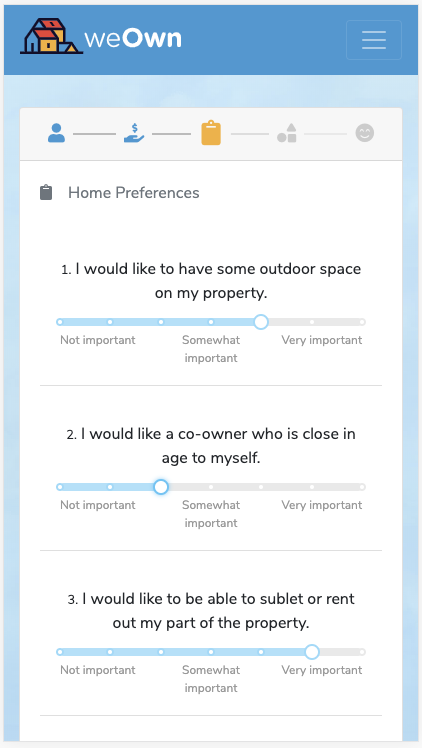 weOwn
Home Preferences
1. I would like to have some outdoor space
on my property.
Not important Somewhat important Very important
2. I would like a co-owner who is close in
age to myself.
Not important Somewhat important Very important
3. I would like to be able to sublet or rent
out my part of the property.
Not important Somewhat important Very important